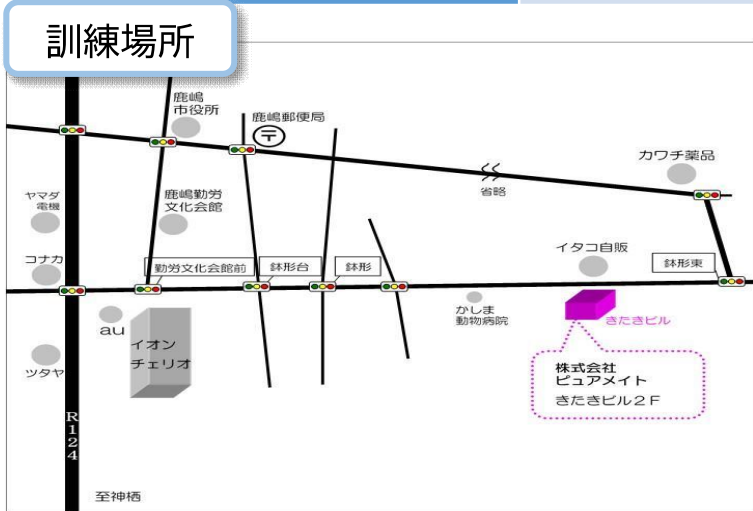 訓練場所
鹿嶋
市役所
鹿嶋郵便局
〒
カワチ薬品
省略
ヤマダ
電機
鹿嶋勤労
文化会館
コナカ
勤労文化会館前
鉢形台
鉢形
イタコ自販
鉢形東
au
イオン
チェリオ
かしま
動物病院
きたきビル
ツタヤ
株式会社
ピュアメイト
きたきビル2F
R124
至神栖